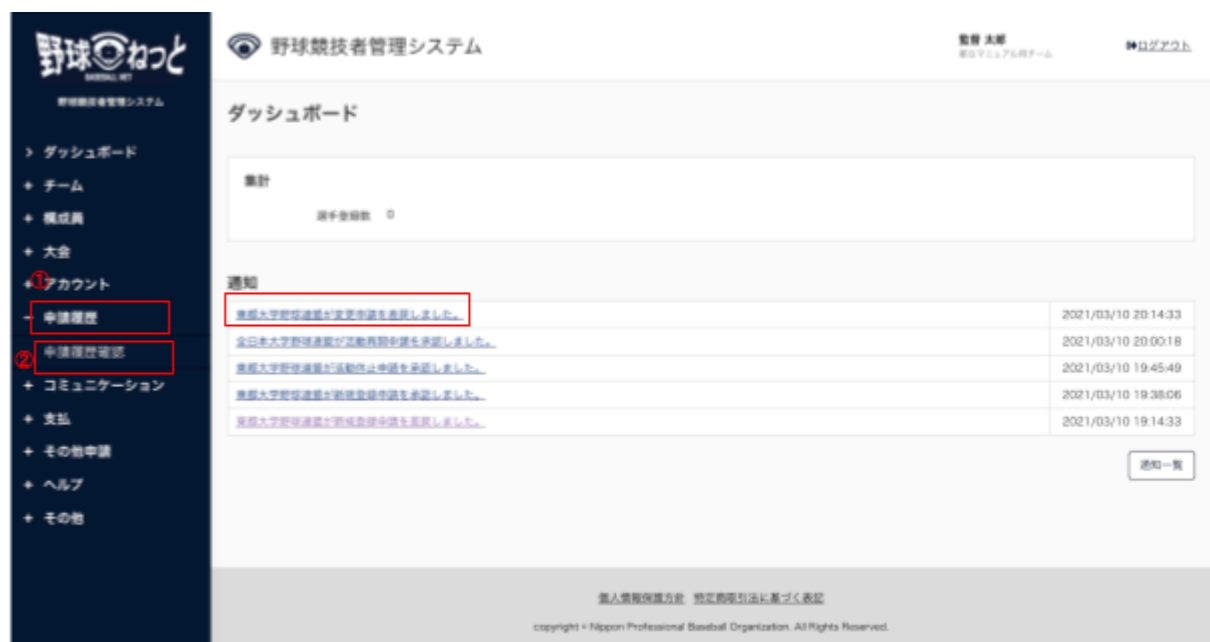 野球ねっと
BASEBALL NET
野球競技者管理システム
野球競技者管理システム
監督 太郎
ログアウト
> ダッシュボード
+ チーム
+ 構成員
+ 大会
① + アカウント
- 申請履歴
② 申請履歴確認
+ コミュニケーション
+ 支払
+ その他申請
+ ヘルプ
+ その他
ダッシュボード
集計
選手登録数 0
通知
東都大学野球連盟が変更申請を差戻しました。 2021/03/10 20:14:33
全日本大学野球連盟が活動再開申請を承認しました。 2021/03/10 20:00:18
東都大学野球連盟が活動休止申請を承認しました。 2021/03/10 19:45:49
東都大学野球連盟が新規登録申請を承認しました。 2021/03/10 19:38:06
東都大学野球連盟が新規登録申請を差戻しました。 2021/03/10 19:14:33
通知一覧
個人情報保護方針 特定商取引法に基づく表記
copyright © Nippon Professional Baseball Organization. All Rights Reserved.